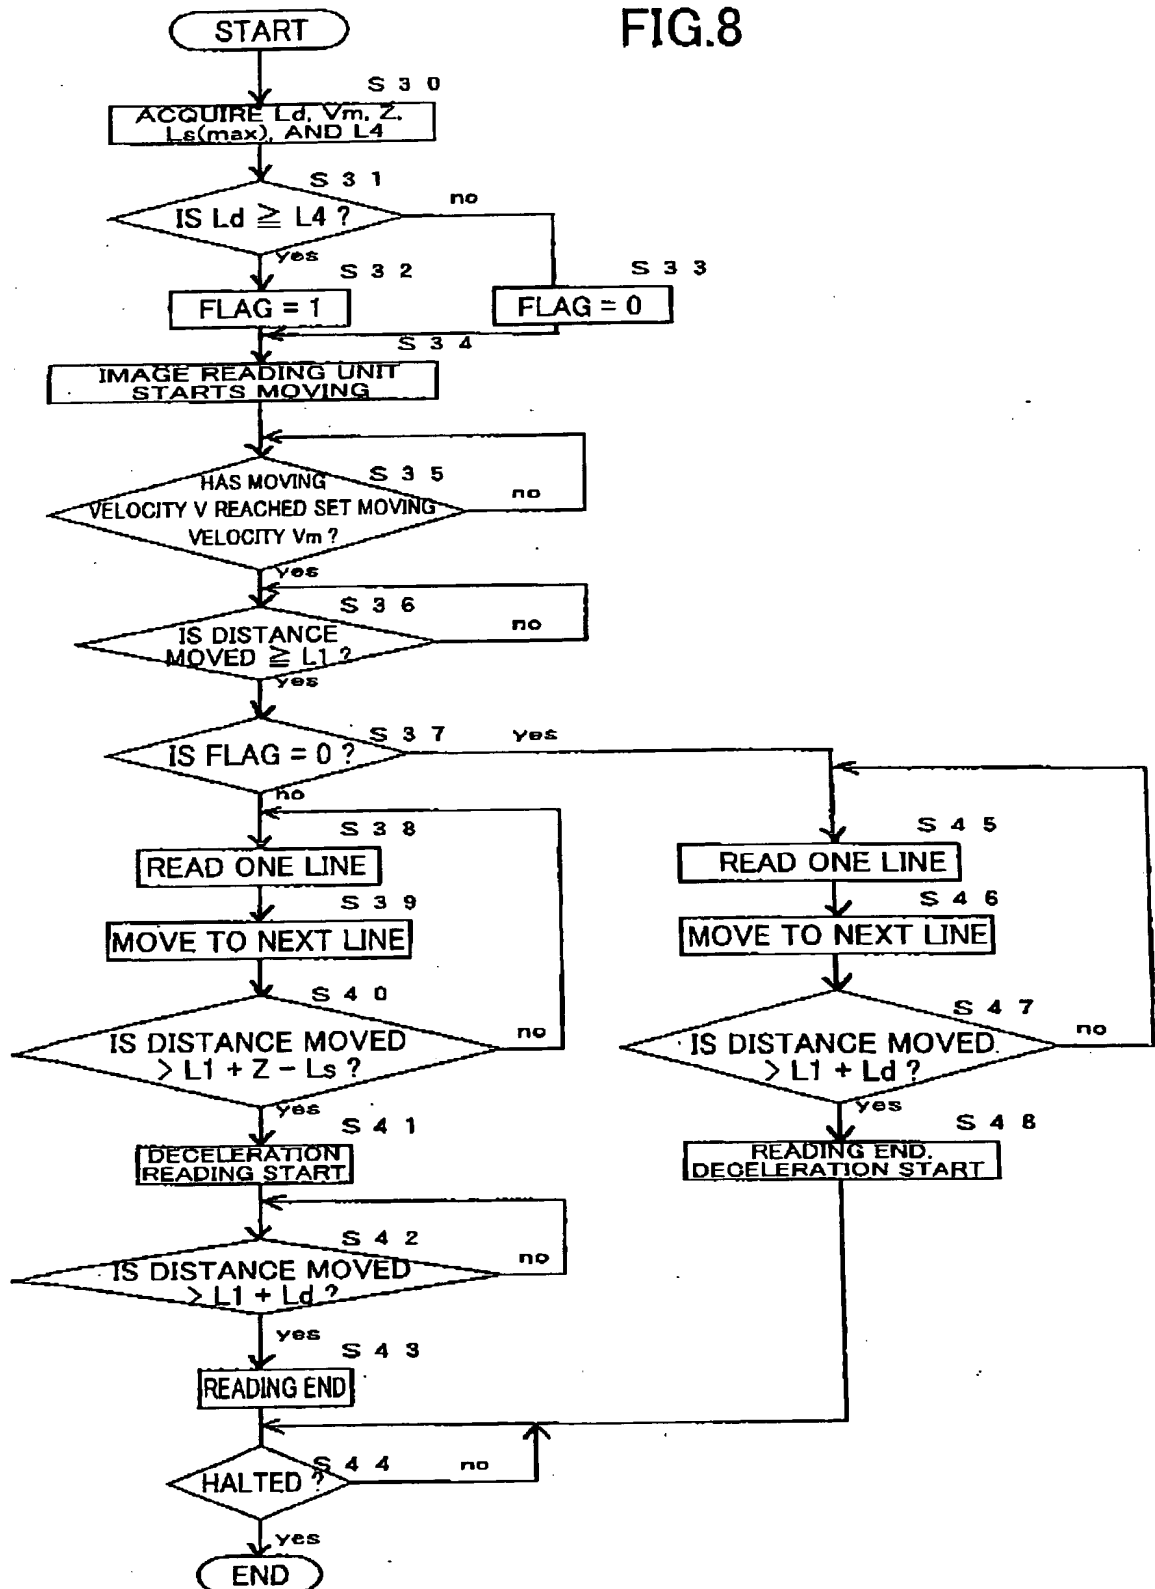 FIG.8
START
S30
ACQUIRE Ld, Vm, Z,
Ls(max), AND L4
S31
IS Ld ≧ L4 ?
no
yes
S32
FLAG = 1
S33
FLAG = 0
S34
IMAGE READING UNIT
STARTS MOVING
S35
HAS MOVING
VELOCITY V REACHED SET MOVING
VELOCITY Vm ?
no
yes
S36
IS DISTANCE
MOVED ≧ L1 ?
no
yes
S37
IS FLAG = 0 ?
yes
no
S38
READ ONE LINE
S39
MOVE TO NEXT LINE
S40
IS DISTANCE MOVED
> L1 + Z − Ls ?
no
yes
S41
DECELERATION
READING START
S42
IS DISTANCE MOVED
> L1 + Ld ?
no
yes
S43
READING END
S44
HALTED ?
no
yes
END
S45
READ ONE LINE
S46
MOVE TO NEXT LINE
S47
IS DISTANCE MOVED
> L1 + Ld ?
no
yes
S48
READING END.
DECELERATION START